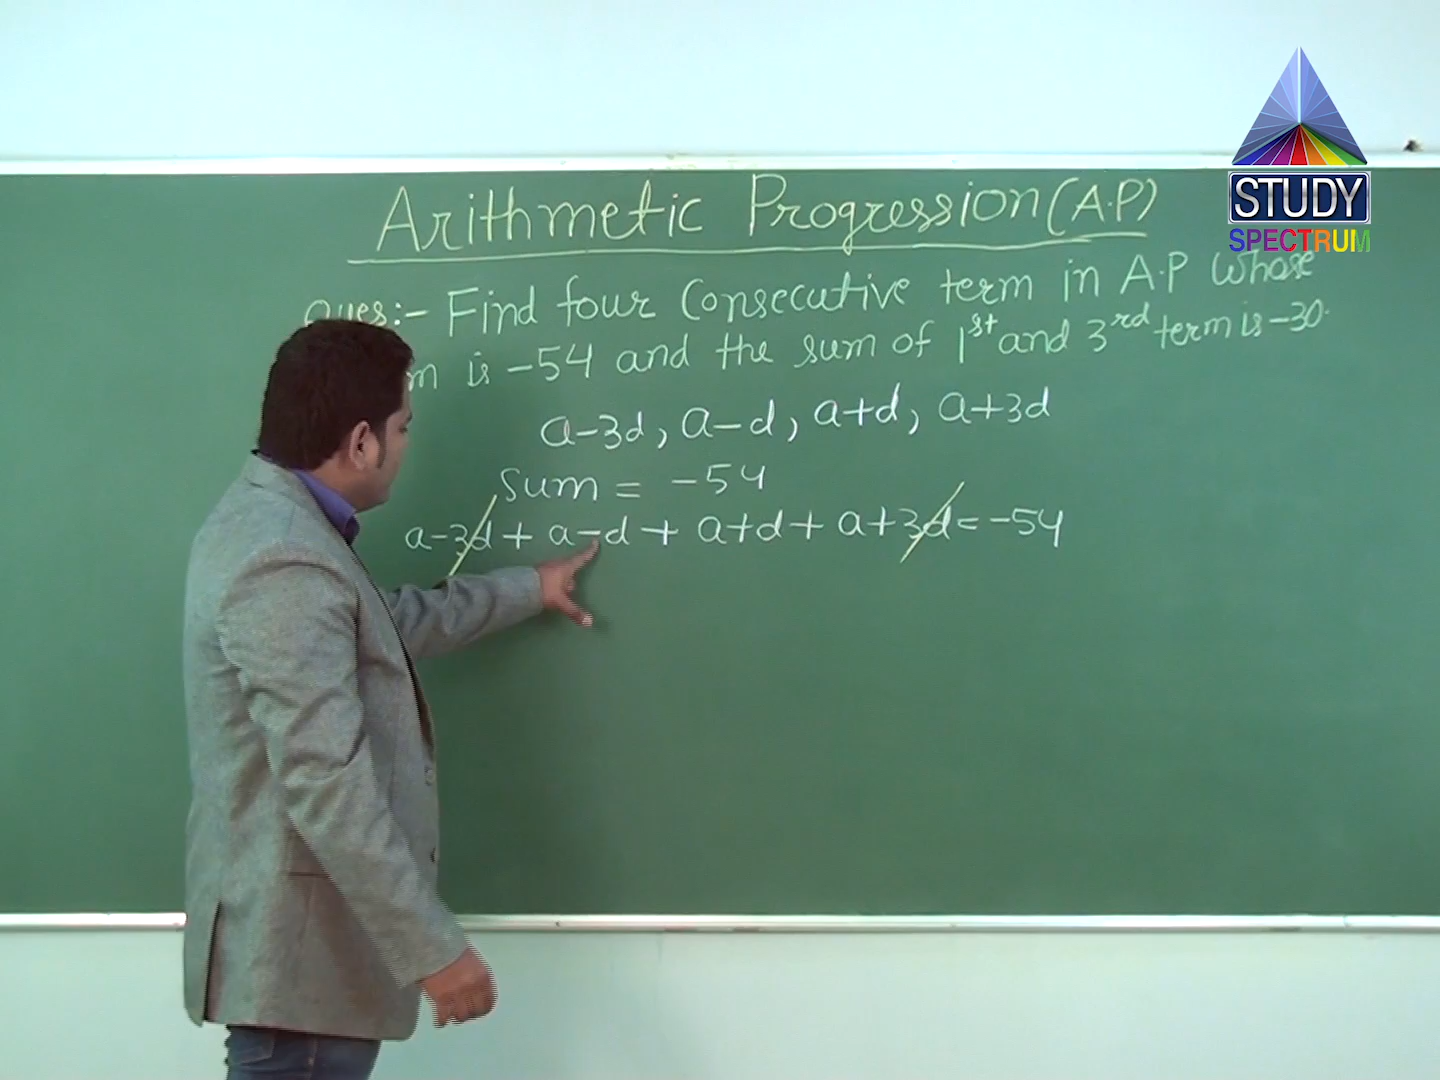 STUDY
SPECTRUM
Arithmetic Progression (A.P)
Ques:- Find four Consecutive term in A.P Whose
is -54 and the sum of 1st and 3rd term is -30.
a-3d, a-d, a+d, a+3d
Sum = -54
a-3d + a-d + a+d + a+3d = -54